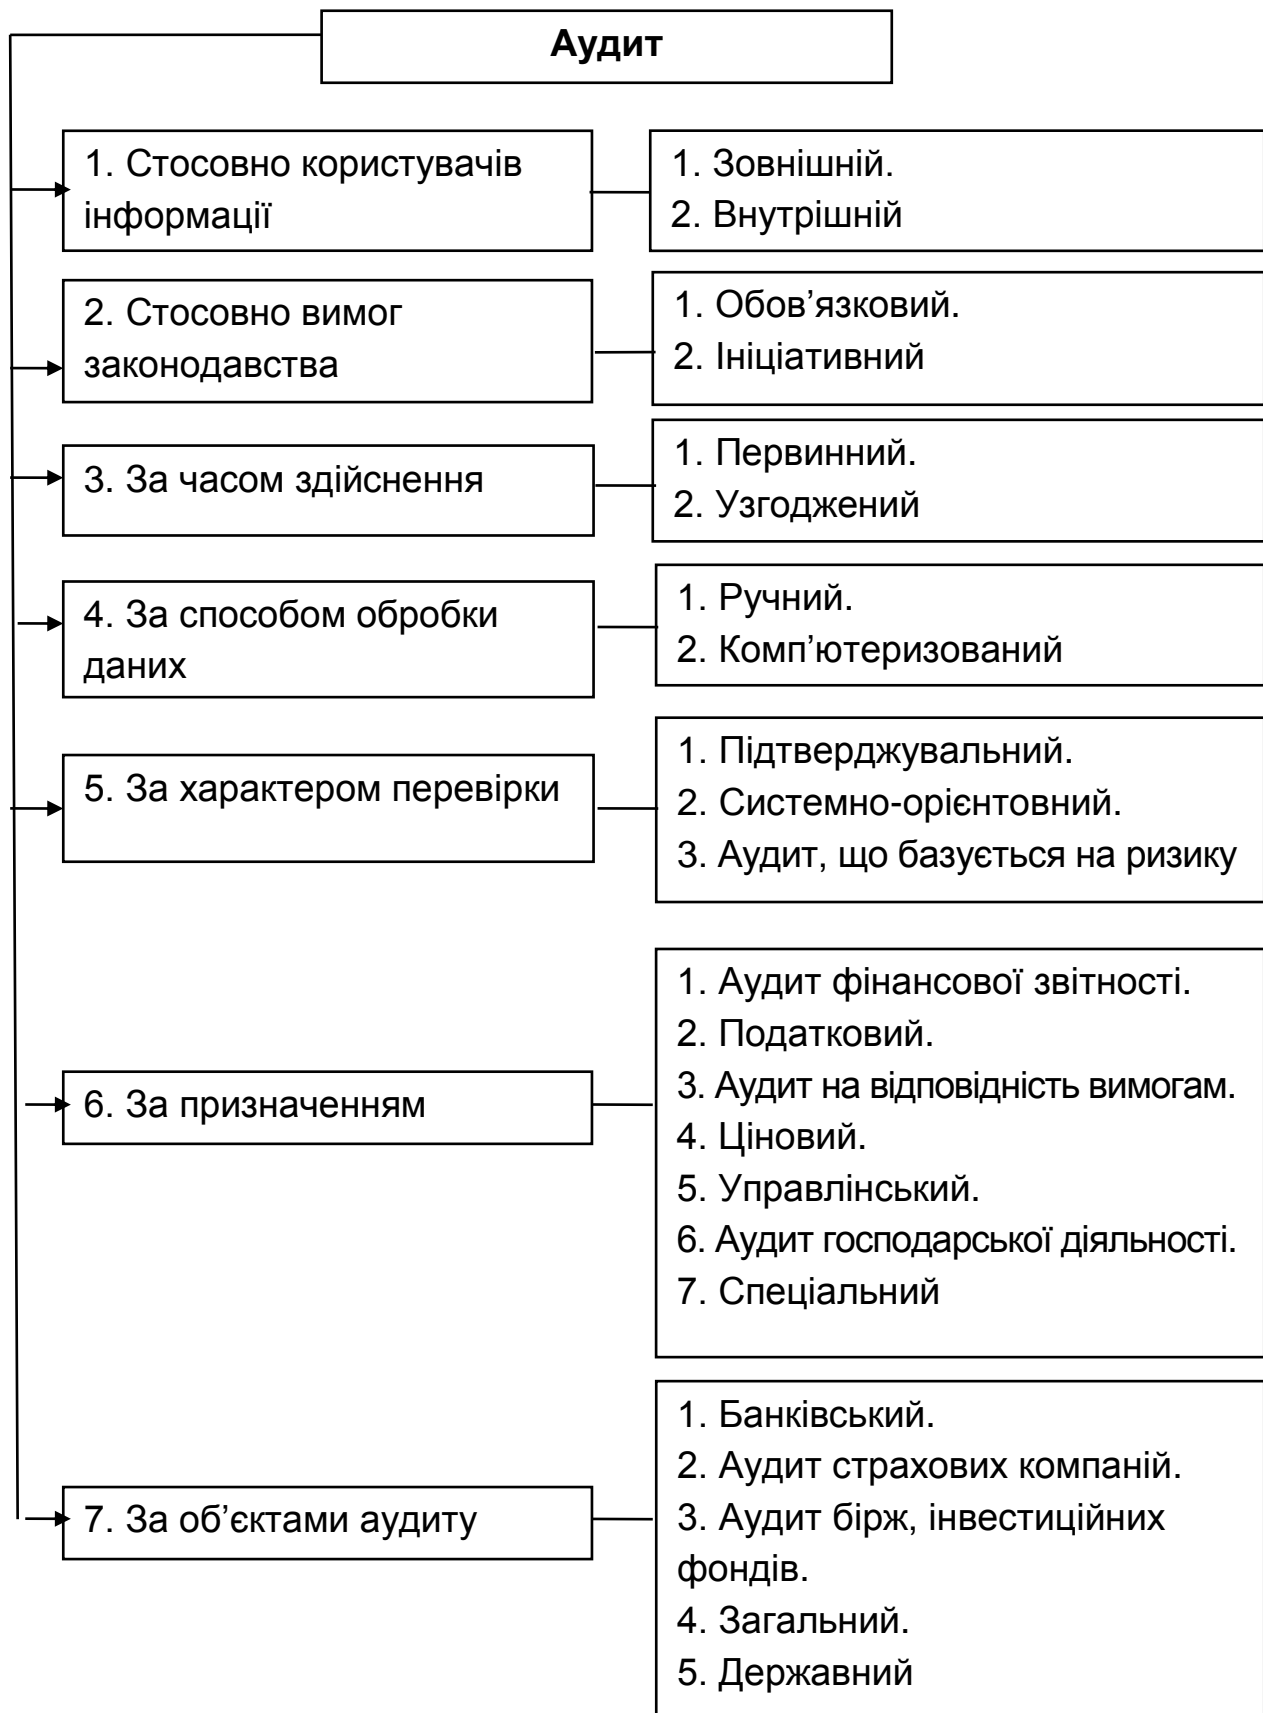 Аудит
1. Стосовно користувачів
інформації
1. Зовнішній.
2. Внутрішній
2. Стосовно вимог
законодавства
1. Обов’язковий.
2. Ініціативний
3. За часом здійснення
1. Первинний.
2. Узгоджений
4. За способом обробки
даних
1. Ручний.
2. Комп’ютеризований
5. За характером перевірки
1. Підтверджувальний.
2. Системно-орієнтовний.
3. Аудит, що базується на ризику
6. За призначенням
1. Аудит фінансової звітності.
2. Податковий.
3. Аудит на відповідність вимогам.
4. Ціновий.
5. Управлінський.
6. Аудит господарської діяльності.
7. Спеціальний
7. За об’єктами аудиту
1. Банківський.
2. Аудит страхових компаній.
3. Аудит бірж, інвестиційних
фондів.
4. Загальний.
5. Державний